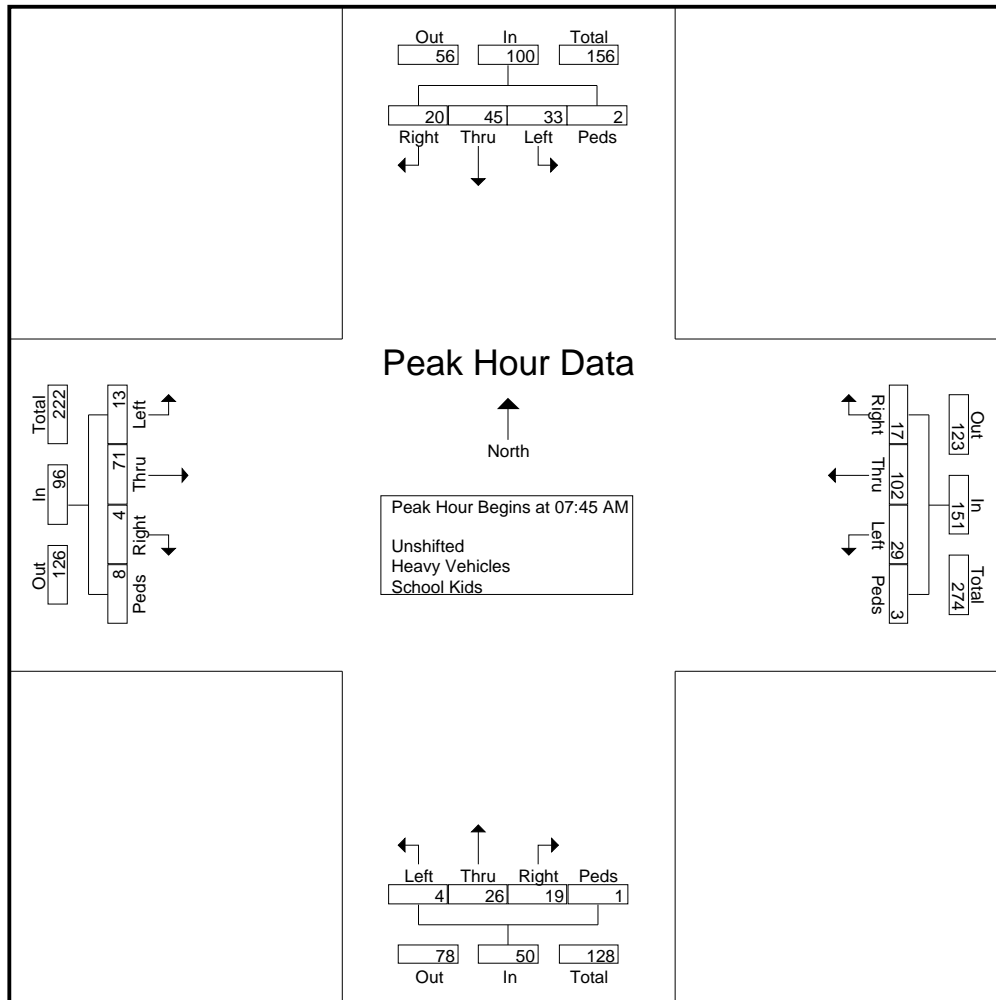 Out In Total
56 100 156
20 45 33 2
Right Thru Left Peds
Peak Hour Data
North
Peak Hour Begins at 07:45 AM
Unshifted
Heavy Vehicles
School Kids
Out In Total
126 96 222
8 4 71 13
Peds Right Thru Left
Out In Total
123 151 274
Right Thru Left Peds
17 102 29 3
Left Thru Right Peds
4 26 19 1
78 50 128
Out In Total